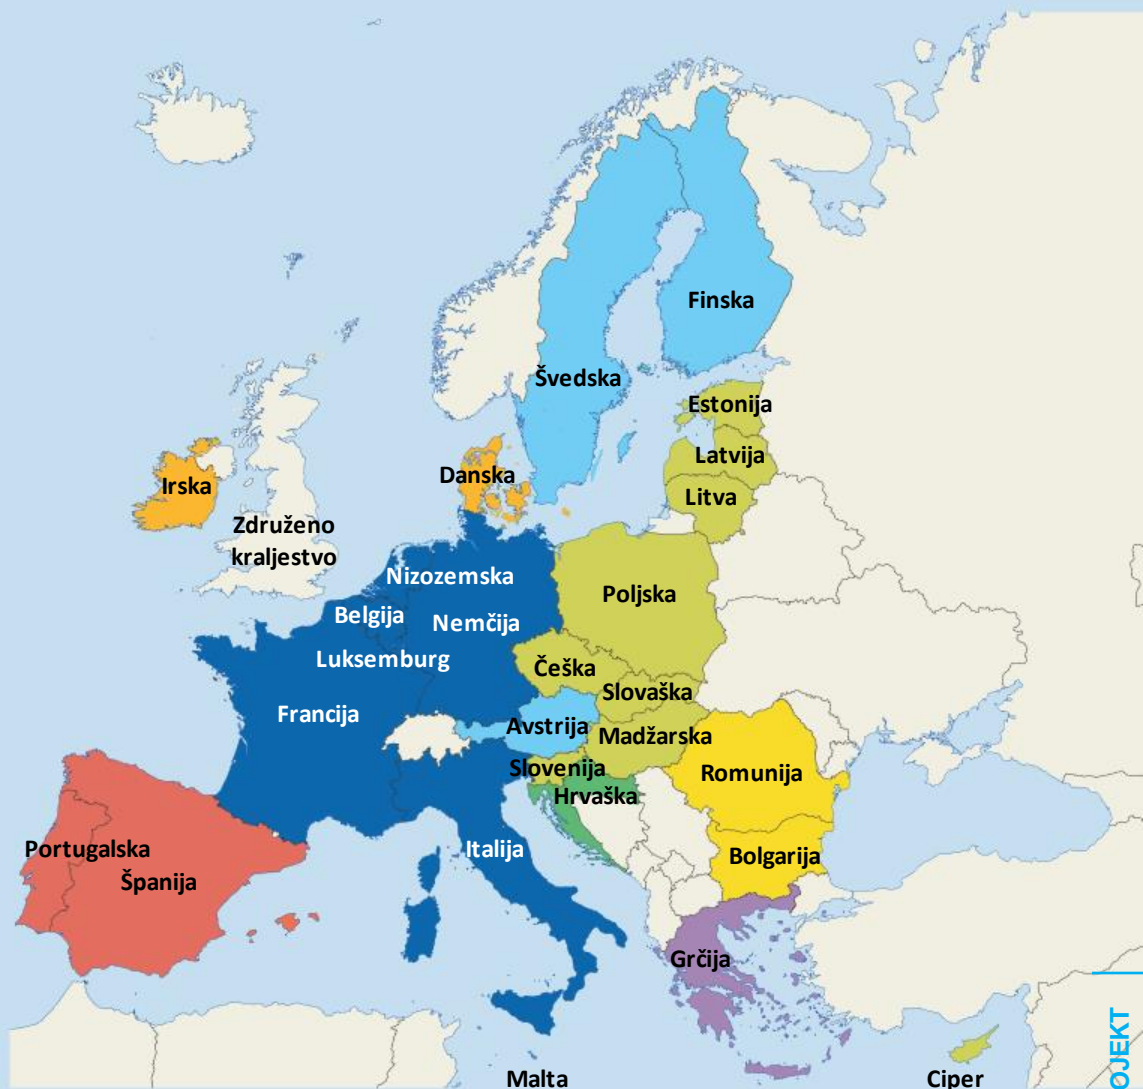 Finska
Švedska
Estonija
Latvija
Danska
Irska
Litva
Združeno
kraljestvo
Nizozemska
Poljska
Belgija
Nemčija
Luksemburg
Češka
Slovaška
Francija
Avstrija
Madžarska
Slovenija
Romunija
Hrvaška
Portugalska
Italija
Bolgarija
Španija
Grčija
OJEKT
Malta
Ciper